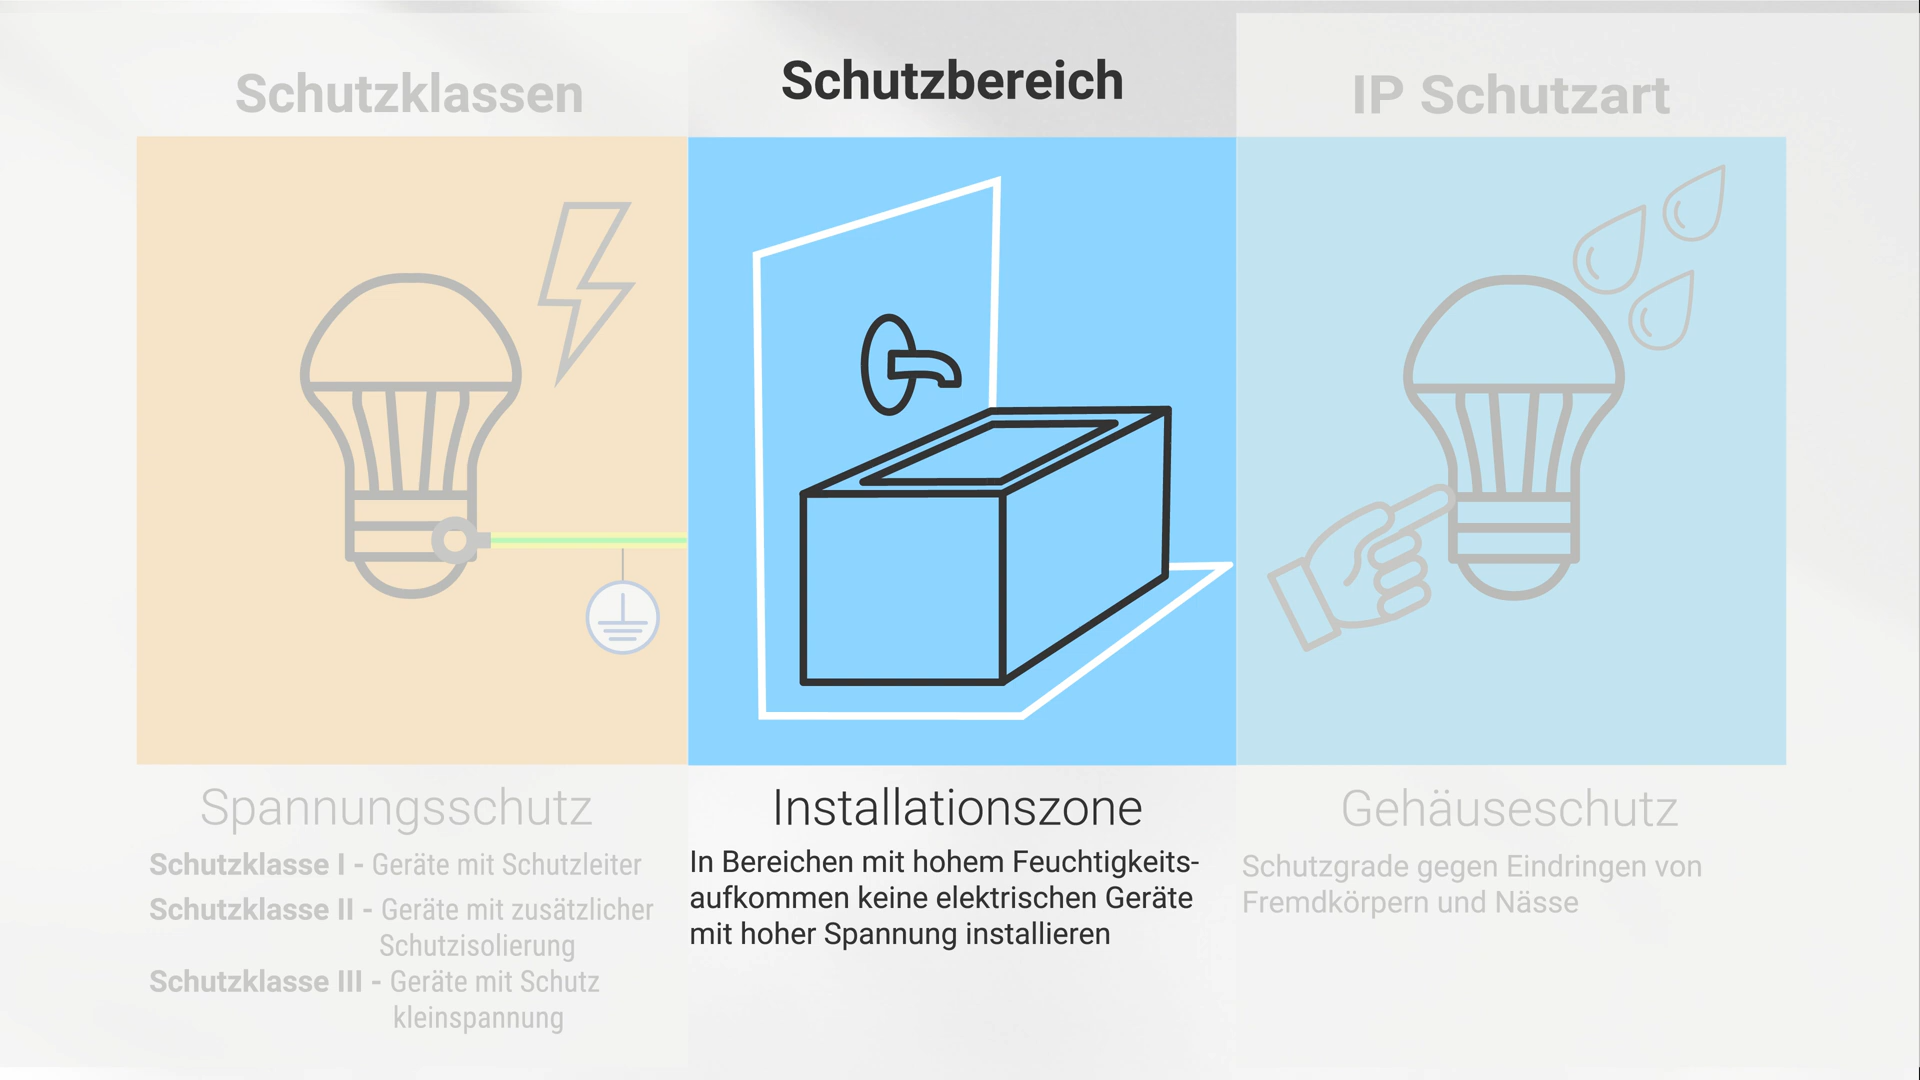 Schutzklassen
Spannungsschutz
Schutzklasse I - Geräte mit Schutzleiter
Schutzklasse II - Geräte mit zusätzlicher
Schutzisolierung
Schutzklasse III - Geräte mit Schutz
kleinspannung
Schutzbereich
Installationszone
In Bereichen mit hohem Feuchtigkeits-
aufkommen keine elektrischen Geräte
mit hoher Spannung installieren
IP Schutzart
Gehäuseschutz
Schutzgrade gegen Eindringen von
Fremdkörpern und Nässe